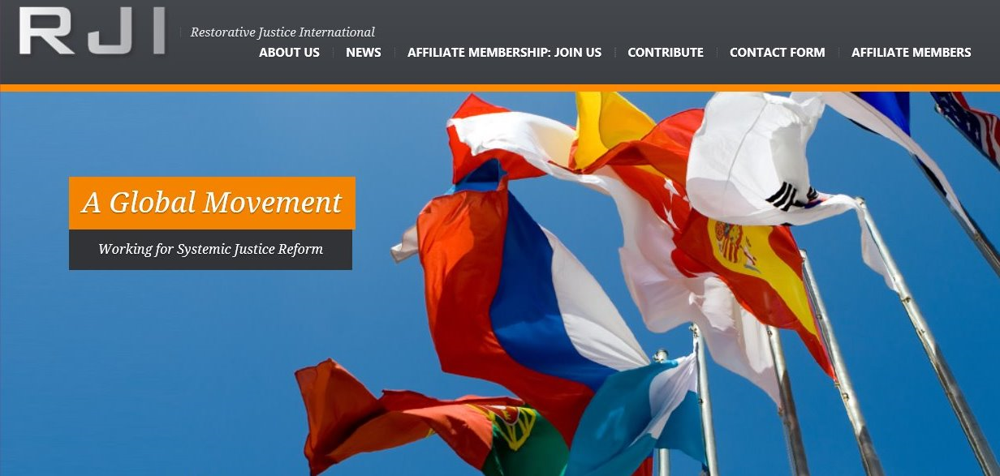 RJI
Restorative Justice International
ABOUT US NEWS AFFILIATE MEMBERSHIP: JOIN US CONTRIBUTE CONTACT FORM AFFILIATE MEMBERS
A Global Movement
Working for Systemic Justice Reform